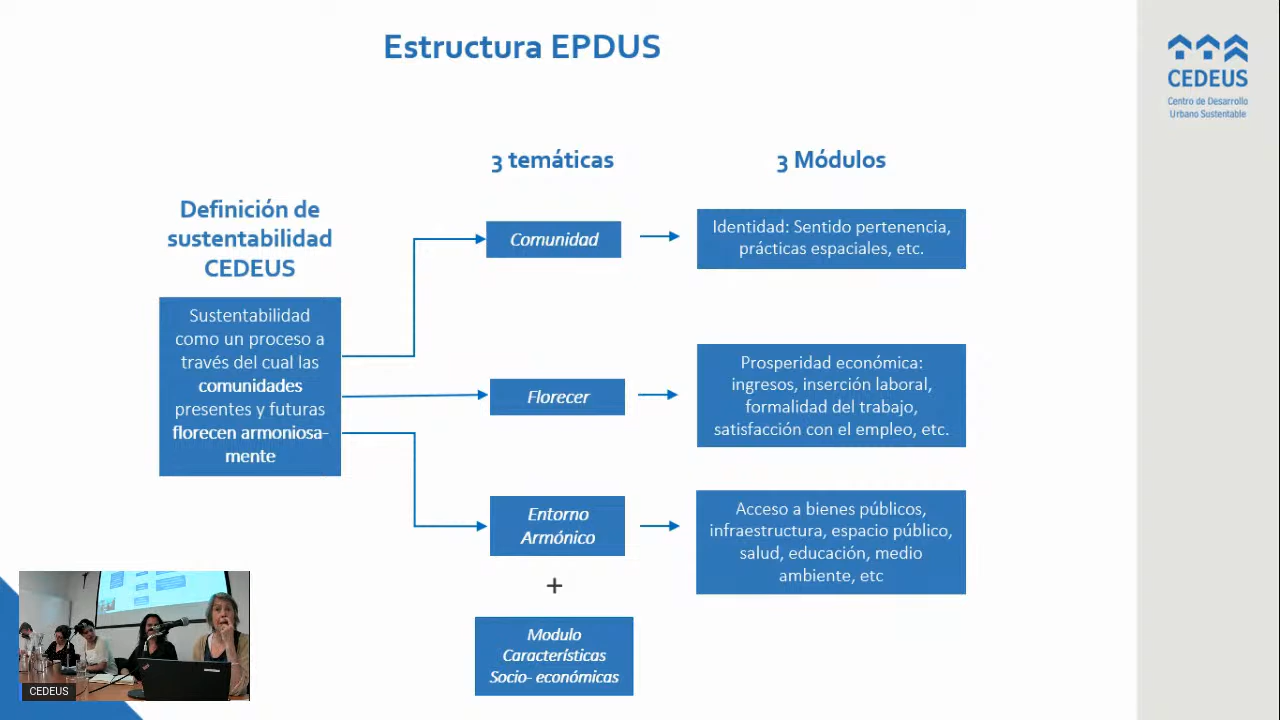 Estructura EPDUS
CEDEUS
Centro de Desarrollo
Urbano Sustentable
3 temáticas
3 Módulos
Definición de
sustentabilidad
CEDEUS
Sustentabilidad
como un proceso a
través del cual las
comunidades
presentes y futuras
florecen armoniosa-
mente
Comunidad
Identidad: Sentido pertenencia,
prácticas espaciales, etc.
Florecer
Prosperidad económica:
ingresos, inserción laboral,
formalidad del trabajo,
satisfacción con el empleo, etc.
Entorno
Armónico
Acceso a bienes públicos,
infraestructura, espacio público,
salud, educación, medio
ambiente, etc
+
Modulo
Características
Socio- económicas
CEDEUS